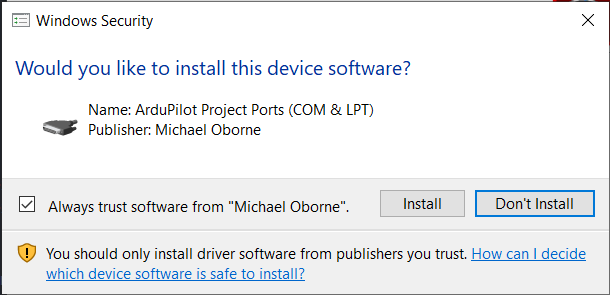 Windows Security
Would you like to install this device software?
Name: ArduPilot Project Ports (COM & LPT)
Publisher: Michael Oborne
Always trust software from "Michael Oborne".
Install
Don't Install
You should only install driver software from publishers you trust. How can I decide
which device software is safe to install?